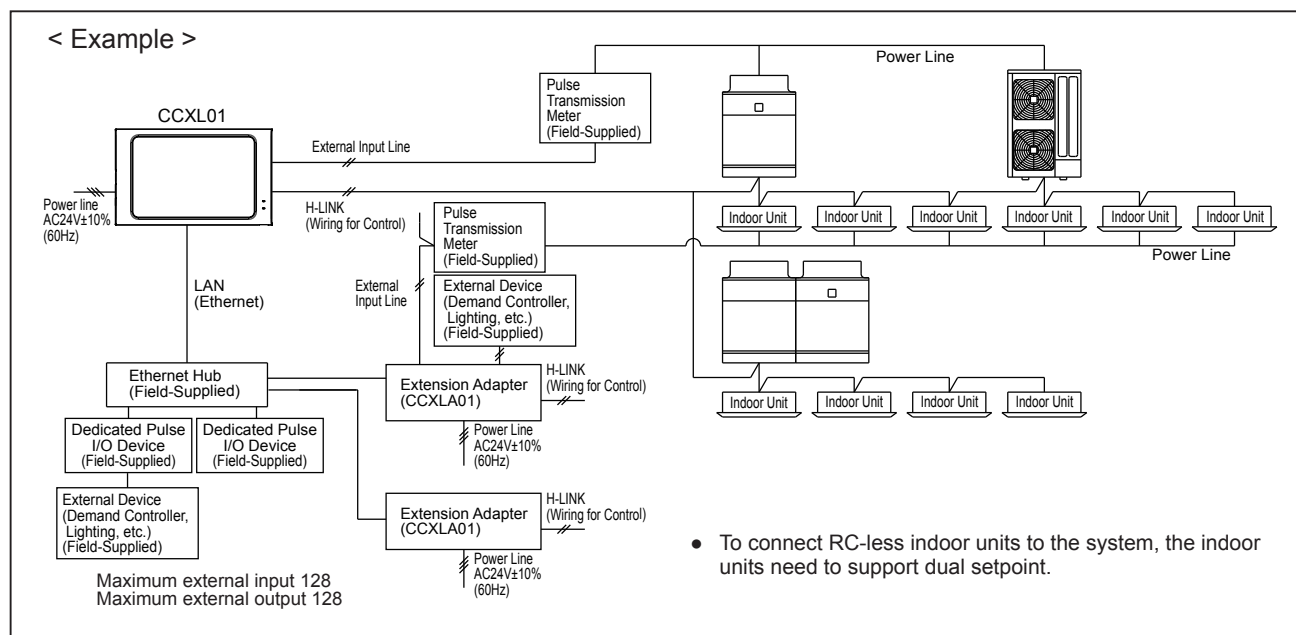 < Example >
CCXL01
Power line
AC24V±10%
(60Hz)
External Input Line
H-LINK
(Wiring for Control)
Pulse
Transmission
Meter
(Field-Supplied)
Power Line
Indoor Unit
Indoor Unit
Indoor Unit
Indoor Unit
Indoor Unit
Indoor Unit
Power Line
Pulse
Transmission
Meter
(Field-Supplied)
LAN
(Ethernet)
External
Input Line
External Device
(Demand Controller,
Lighting, etc.)
(Field-Supplied)
Indoor Unit
Indoor Unit
Indoor Unit
Indoor Unit
Ethernet Hub
(Field-Supplied)
Extension Adapter
(CCXLA01)
H-LINK
(Wiring for Control)
Power Line
AC24V±10%
(60Hz)
Dedicated Pulse
I/O Device
(Field-Supplied)
Dedicated Pulse
I/O Device
(Field-Supplied)
External Device
(Demand Controller,
Lighting, etc.)
(Field-Supplied)
Extension Adapter
(CCXLA01)
H-LINK
(Wiring for Control)
Power Line
AC24V±10%
(60Hz)
Maximum external input 128
Maximum external output 128
● To connect RC-less indoor units to the system, the indoor
units need to support dual setpoint.